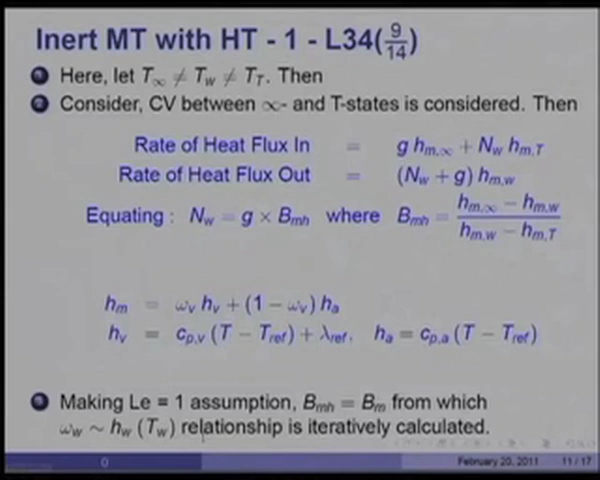 Inert MT with HT - 1 - L34(9/14)
Here, let T∞ ≠ Tw ≠ TT. Then
Consider, CV between ∞- and T-states is considered. Then
Rate of Heat Flux In = g hm,∞ + Nw hm,T
Rate of Heat Flux Out = (Nw + g) hm,w
Equating : Nw = g × Bmh where Bmh = (hm,∞ − hm,w) / (hm,w − hm,T)
hm = ωv hv + (1 − ωv) ha
hv = cp,v (T − Tref) + λref, ha = cp,a (T − Tref)
Making Le = 1 assumption, Bmh = Bm from which
ωw ∼ hw (Tw) relationship is iteratively calculated.
() February 20, 2011 11 / 17